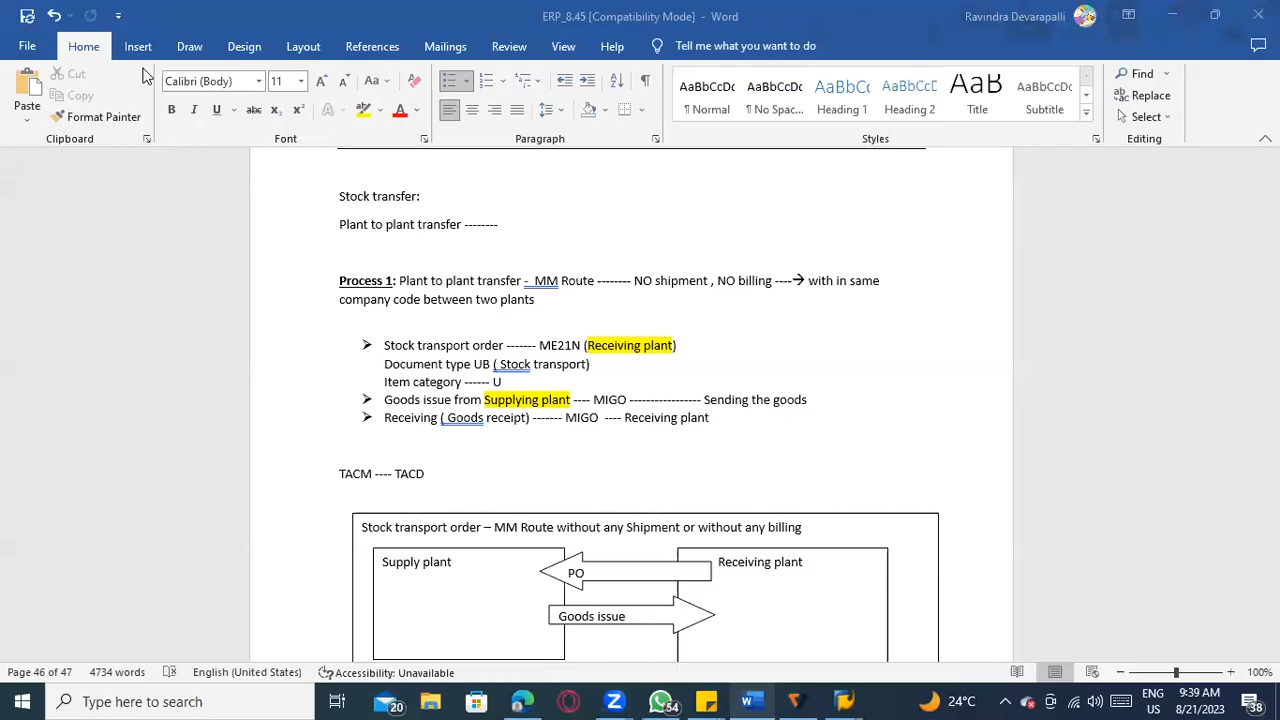 ERP_8.45 [Compatibility Mode] - Word
Ravindra Devarapalli
File Home Insert Draw Design Layout References Mailings Review View Help Tell me what you want to do
Paste
Cut
Copy
Format Painter
Clipboard
Calibri (Body) 11
Aa
B I U abc x₂ x² A A
Font
Paragraph
AaBbCcDc AaBbCcDc AaBbCc AaBbCcD AaB AaBbCcD
¶ Normal ¶ No Spac... Heading 1 Heading 2 Title Subtitle
Styles
Find
Replace
Select
Editing
Stock transfer:
Plant to plant transfer --------
Process 1: Plant to plant transfer - MM Route -------- NO shipment , NO billing ----→ with in same
company code between two plants
➢ Stock transport order ------- ME21N (Receiving plant)
Document type UB ( Stock transport)
Item category ------ U
➢ Goods issue from Supplying plant ---- MIGO ----------------- Sending the goods
➢ Receiving ( Goods receipt) ------- MIGO ---- Receiving plant
TACM ---- TACD
Stock transport order – MM Route without any Shipment or without any billing
Supply plant
Receiving plant
PO
Goods issue
Page 46 of 47 4734 words English (United States) Accessibility: Unavailable 100%
Type here to search
20
54
24°C
ENG
US
9:39 AM
8/21/2023
38